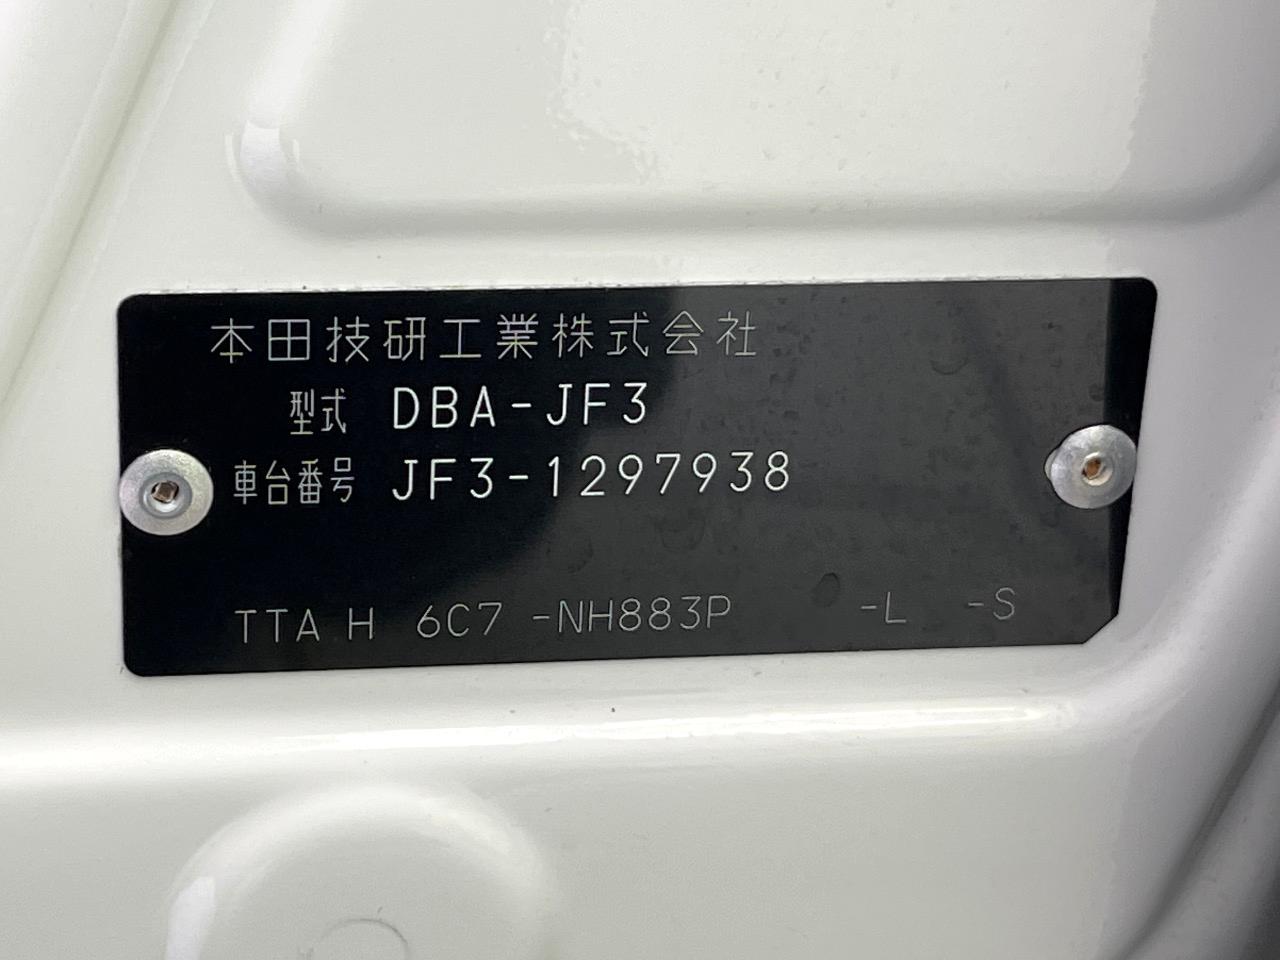 本田技研工業株式会社
型式 DBA-JF3
車台番号 JF3-1297938
TTA H 6C7 -NH883P -L -S